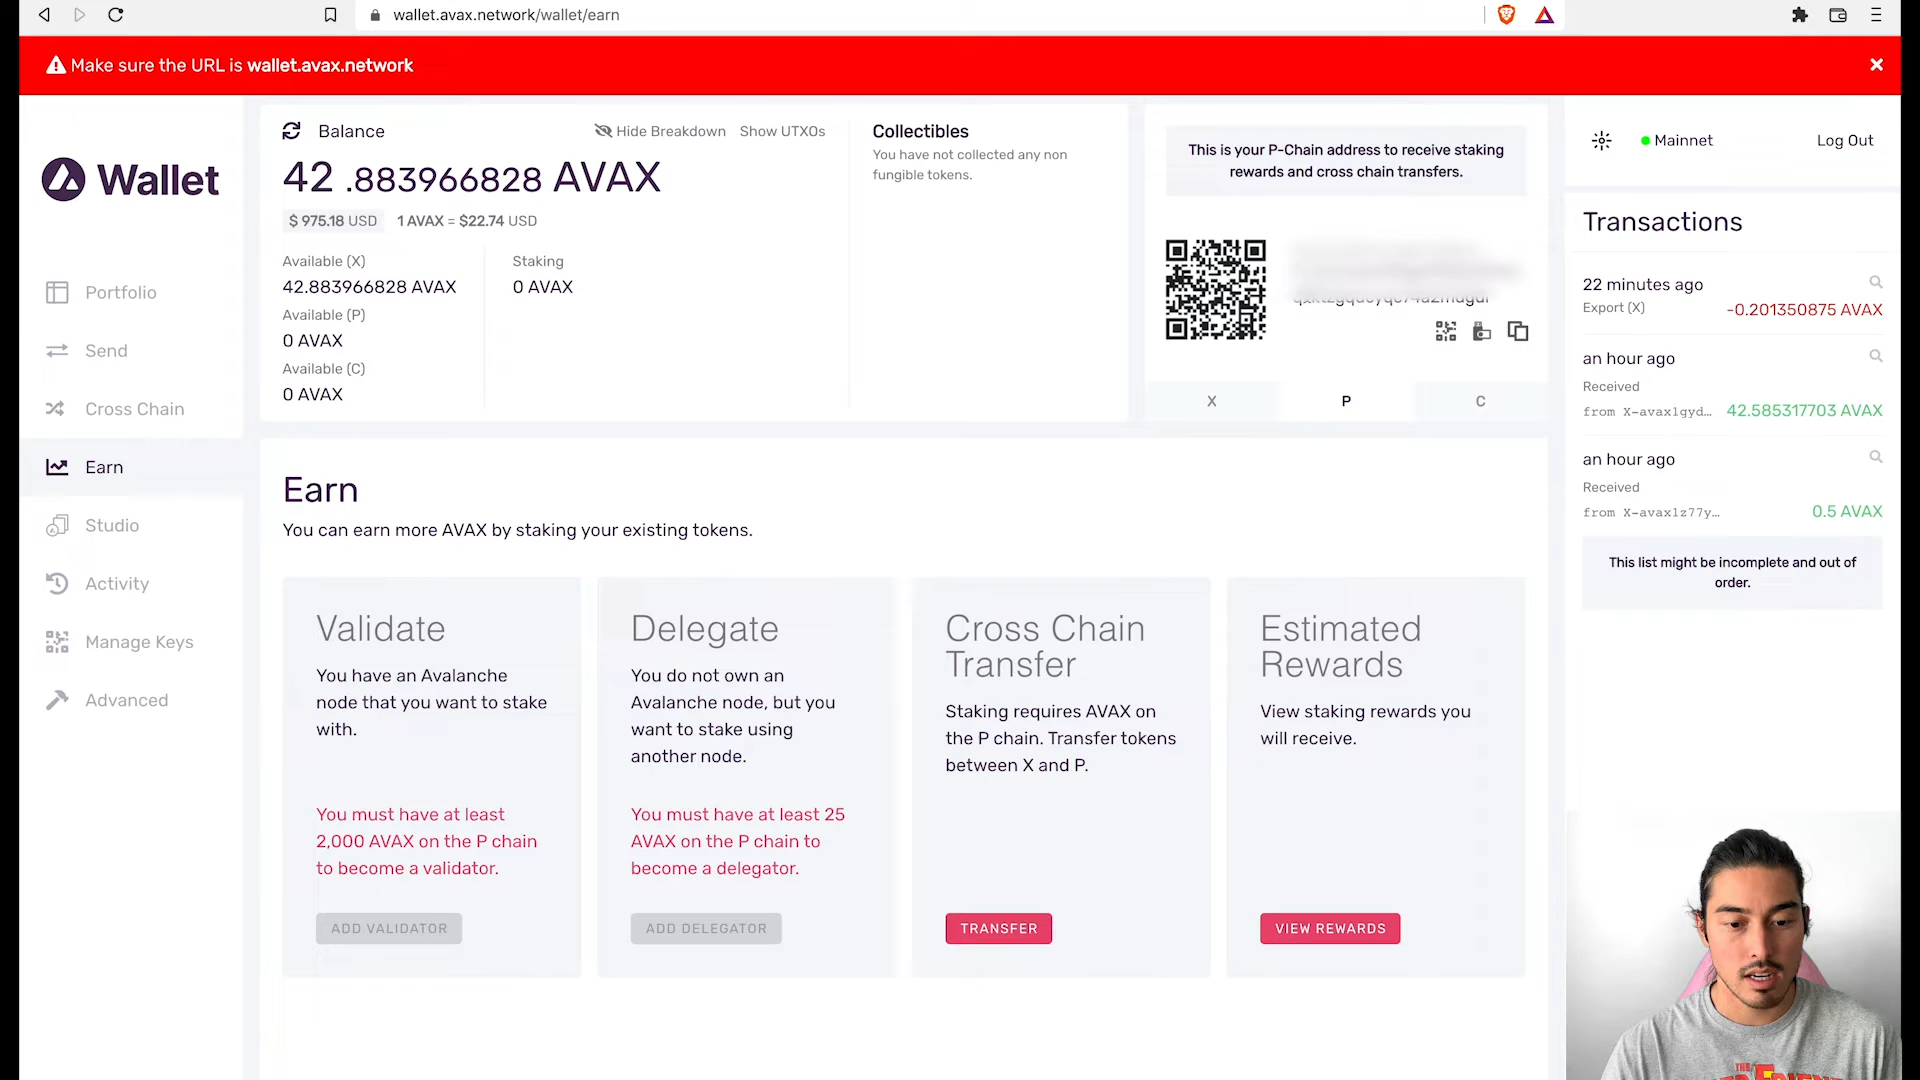 wallet.avax.network/wallet/earn
Make sure the URL is wallet.avax.network
Wallet
Portfolio
Send
Cross Chain
Earn
Studio
Activity
Manage Keys
Advanced
Balance
Hide Breakdown
Show UTXOs
42 .883966828 AVAX
$ 975.18 USD
1 AVAX = $22.74 USD
Available (X)
42.883966828 AVAX
Available (P)
0 AVAX
Available (C)
0 AVAX
Staking
0 AVAX
Collectibles
You have not collected any non
fungible tokens.
This is your P-Chain address to receive staking
rewards and cross chain transfers.
X
P
C
Mainnet
Log Out
Transactions
22 minutes ago
Export (X)
-0.201350875 AVAX
an hour ago
Received
from X-avax1gyd…
42.585317703 AVAX
an hour ago
Received
from X-avax1z77y…
0.5 AVAX
This list might be incomplete and out of
order.
Earn
You can earn more AVAX by staking your existing tokens.
Validate
You have an Avalanche
node that you want to stake
with.
You must have at least
2,000 AVAX on the P chain
to become a validator.
ADD VALIDATOR
Delegate
You do not own an
Avalanche node, but you
want to stake using
another node.
You must have at least 25
AVAX on the P chain to
become a delegator.
ADD DELEGATOR
Cross Chain
Transfer
Staking requires AVAX on
the P chain. Transfer tokens
between X and P.
TRANSFER
Estimated
Rewards
View staking rewards you
will receive.
VIEW REWARDS
THE